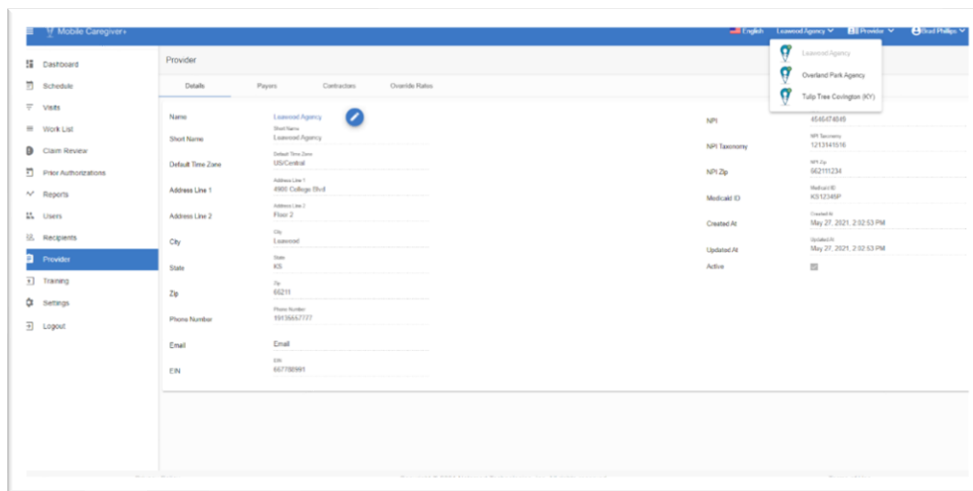 Mobile Caregiver+
English
Leawood Agency
Provider
Brad Phillips
Leawood Agency
Overland Park Agency
Tulip Tree Covington (KY)
Dashboard
Schedule
Visits
Work List
Claim Review
Prior Authorizations
Reports
Users
Recipients
Provider
Training
Settings
Logout
Provider
Details Payers Contractors Override Rates
Name Leawood Agency
Short Name
Short Name Leawood Agency
Default Time Zone
Default Time Zone US/Central
Address Line 1
Address Line 1 4900 College Blvd
Address Line 2
Address Line 2 Floor 2
City
City Leawood
State
State KS
Zip
Zip 66211
Phone Number
Phone Number 19135557777
Email Email
EIN
EIN 667788991
NPI 4546474849
NPI Taxonomy
NPI Taxonomy 1213141516
NPI Zip
NPI Zip 662111234
Medicaid ID
Medicaid ID KS12345P
Created At
Created At May 27, 2021, 2:02:53 PM
Updated At
Updated At May 27, 2021, 2:02:53 PM
Active